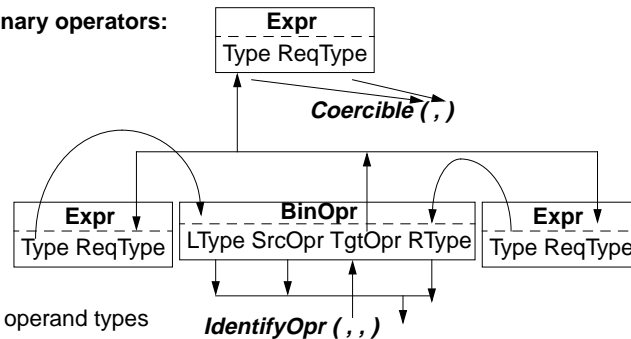 nary operators:
Expr
Type ReqType
Coercible ( , )
Expr
Type ReqType
BinOpr
LType SrcOpr TgtOpr RType
Expr
Type ReqType
operand types
IdentifyOpr ( , , )